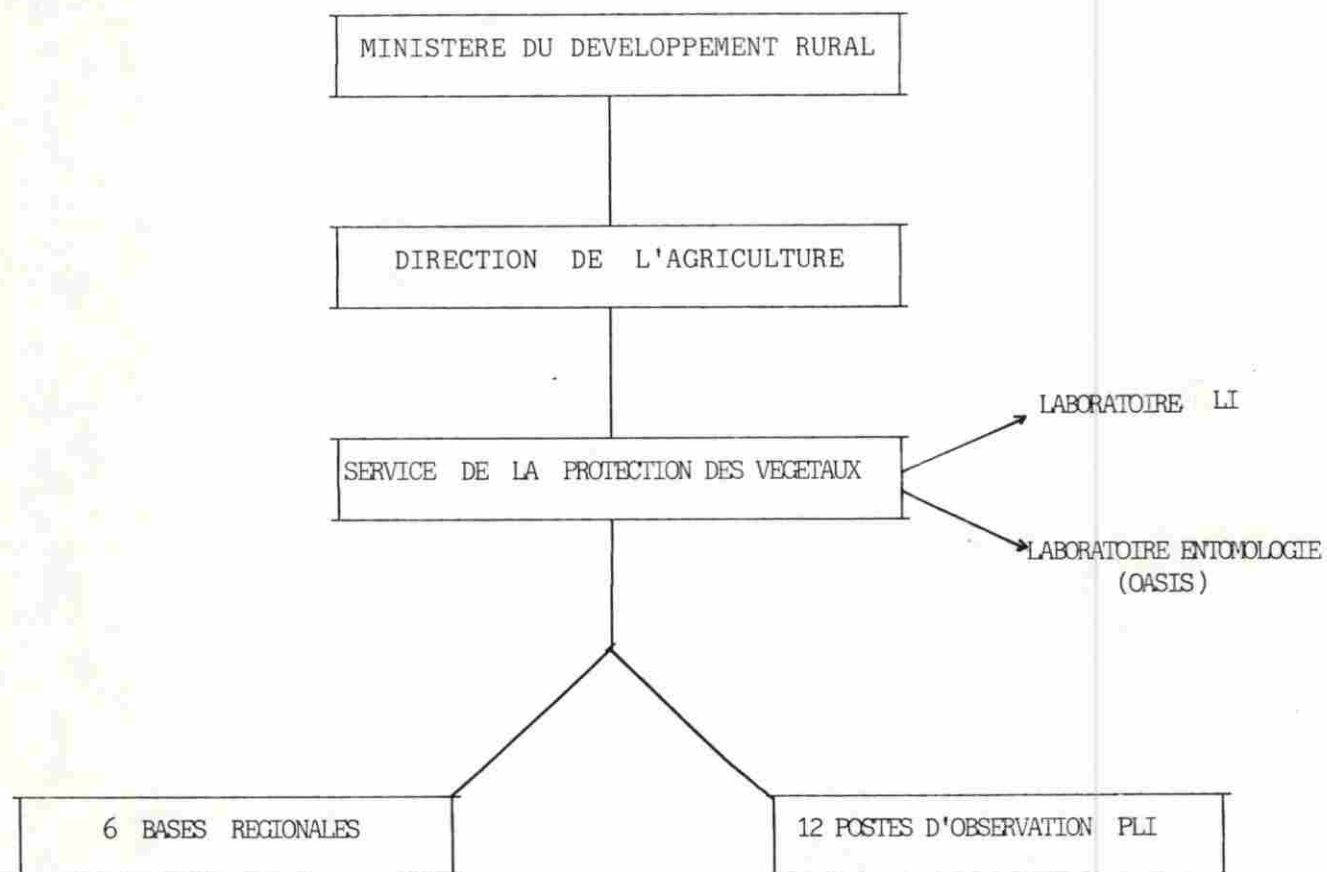 MINISTERE DU DEVELOPPEMENT RURAL
DIRECTION DE L'AGRICULTURE
LABORATOIRE LI
SERVICE DE LA PROTECTION DES VEGETAUX
LABORATOIRE ENTOMOLOGIE
(OASIS)
6 BASES REGIONALES
12 POSTES D'OBSERVATION PLI